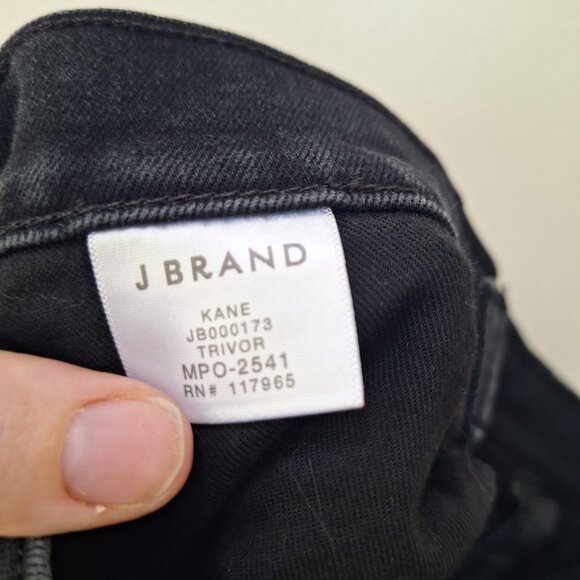 J BRAND
KANE
JB000173
TRIVOR
MPO-2541
RN# 117965